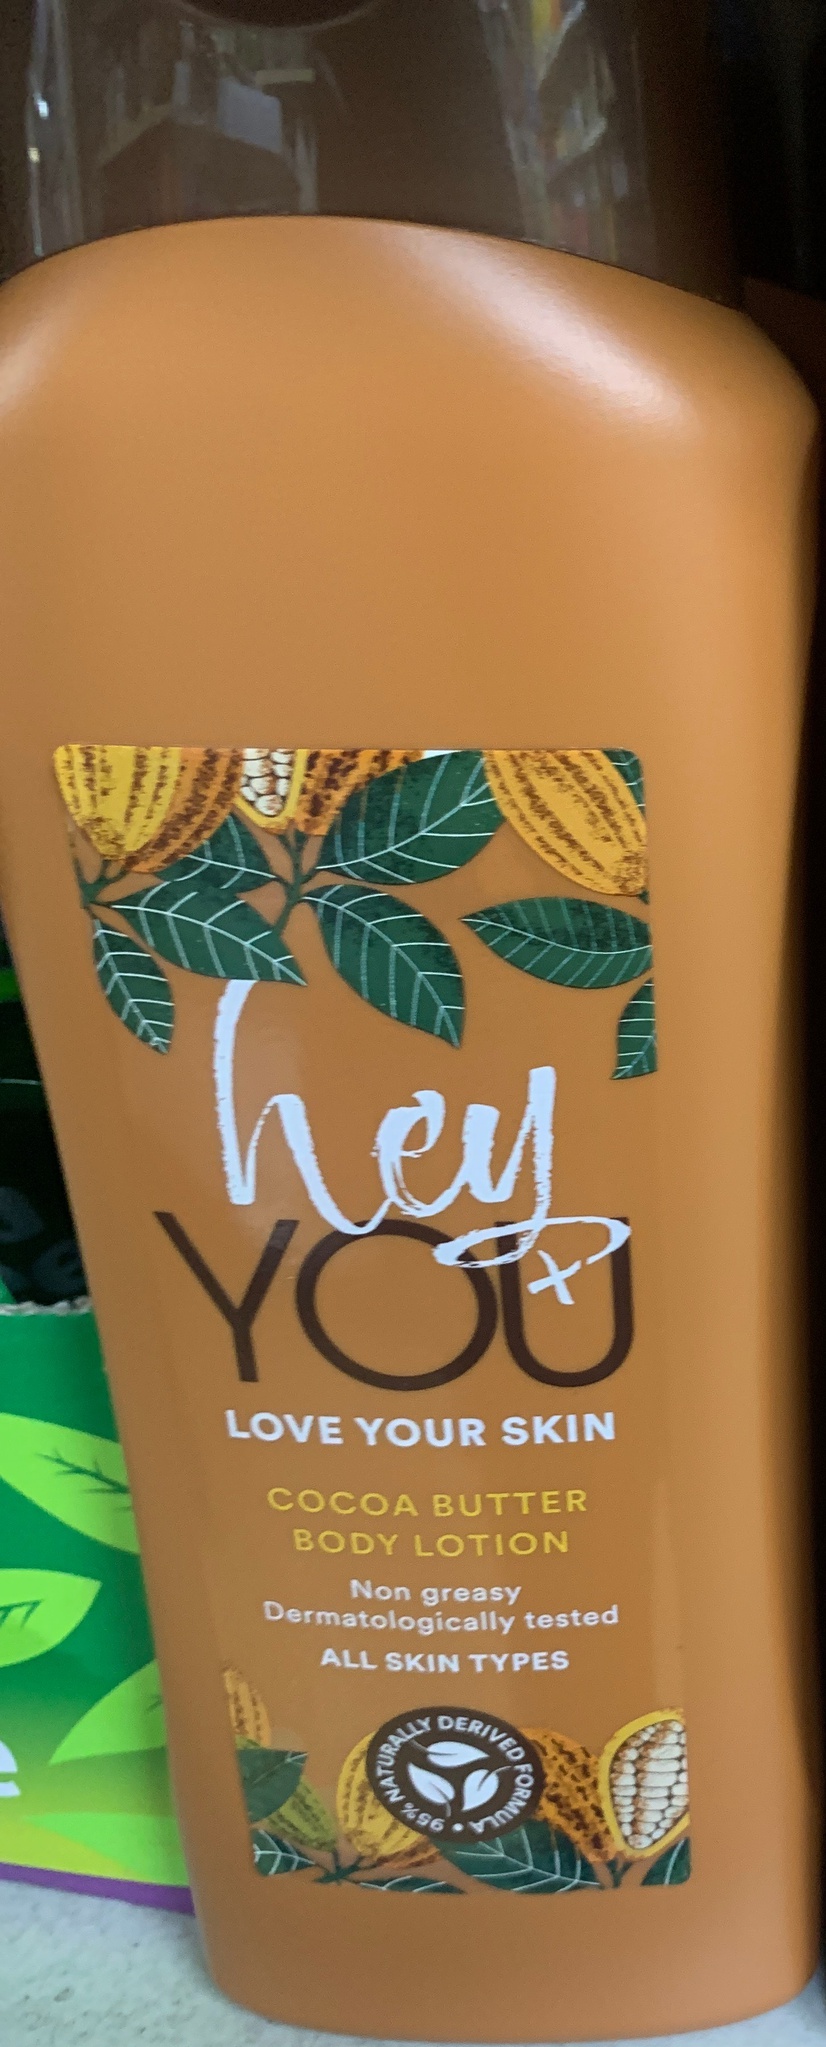 hey
YOU
x
LOVE YOUR SKIN
COCOA BUTTER
BODY LOTION
Non greasy
Dermatologically tested
ALL SKIN TYPES
95% NATURALLY DERIVED FORMULA •
e